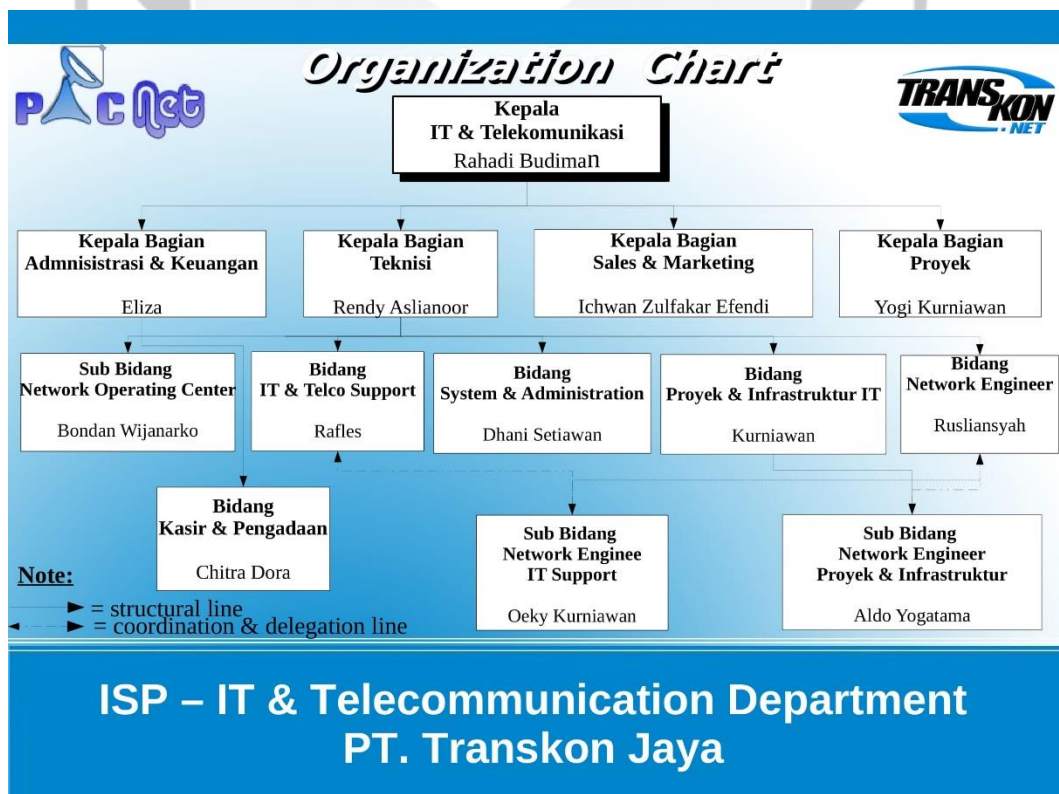 Organization Chart
PAC Net
TRANSKON
.NET
Kepala
IT & Telekomunikasi
Rahadi Budiman
Kepala Bagian
Admnisistrasi & Keuangan
Eliza
Kepala Bagian
Teknisi
Rendy Aslianoor
Kepala Bagian
Sales & Marketing
Ichwan Zulfakar Efendi
Kepala Bagian
Proyek
Yogi Kurniawan
Sub Bidang
Network Operating Center
Bondan Wijanarko
Bidang
IT & Telco Support
Rafles
Bidang
System & Administration
Dhani Setiawan
Bidang
Proyek & Infrastruktur IT
Kurniawan
Bidang
Network Engineer
Rusliansyah
Bidang
Kasir & Pengadaan
Chitra Dora
Sub Bidang
Network Enginee
IT Support
Oeky Kurniawan
Sub Bidang
Network Engineer
Proyek & Infrastruktur
Aldo Yogatama
Note:
= structural line
= coordination & delegation line
ISP – IT & Telecommunication Department
PT. Transkon Jaya